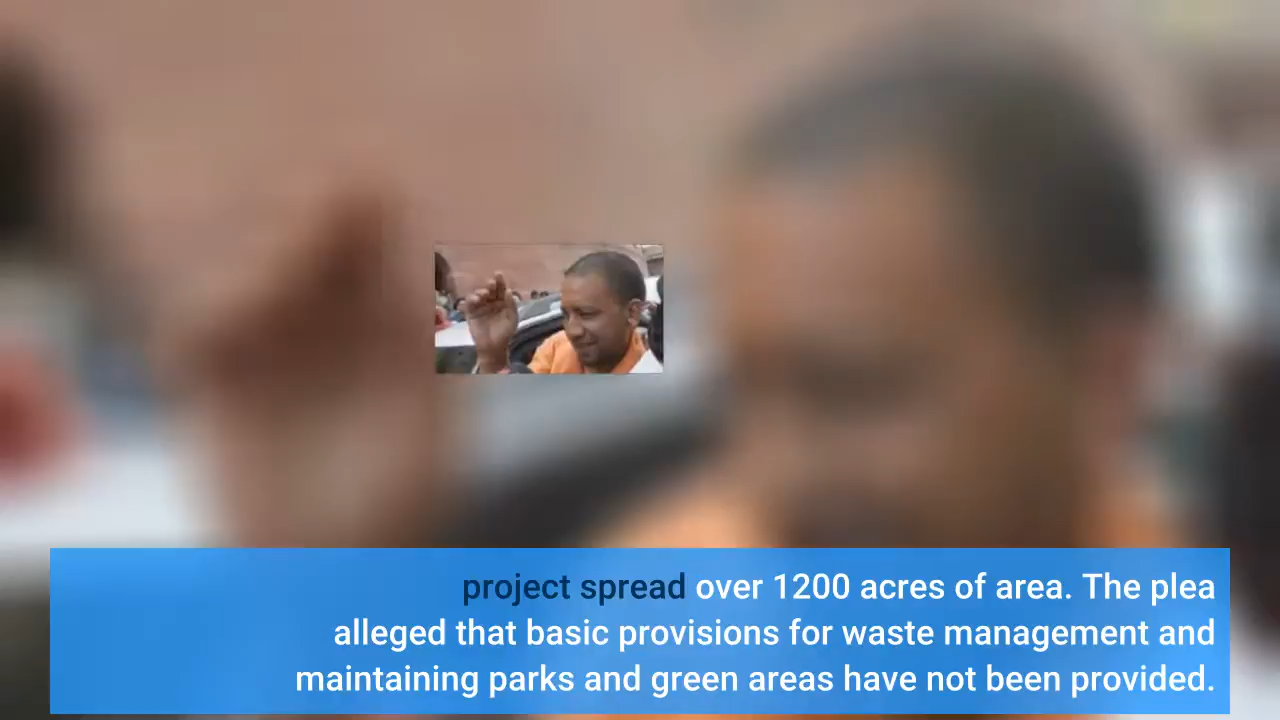 project spread over 1200 acres of area. The plea
alleged that basic provisions for waste management and
maintaining parks and green areas have not been provided.